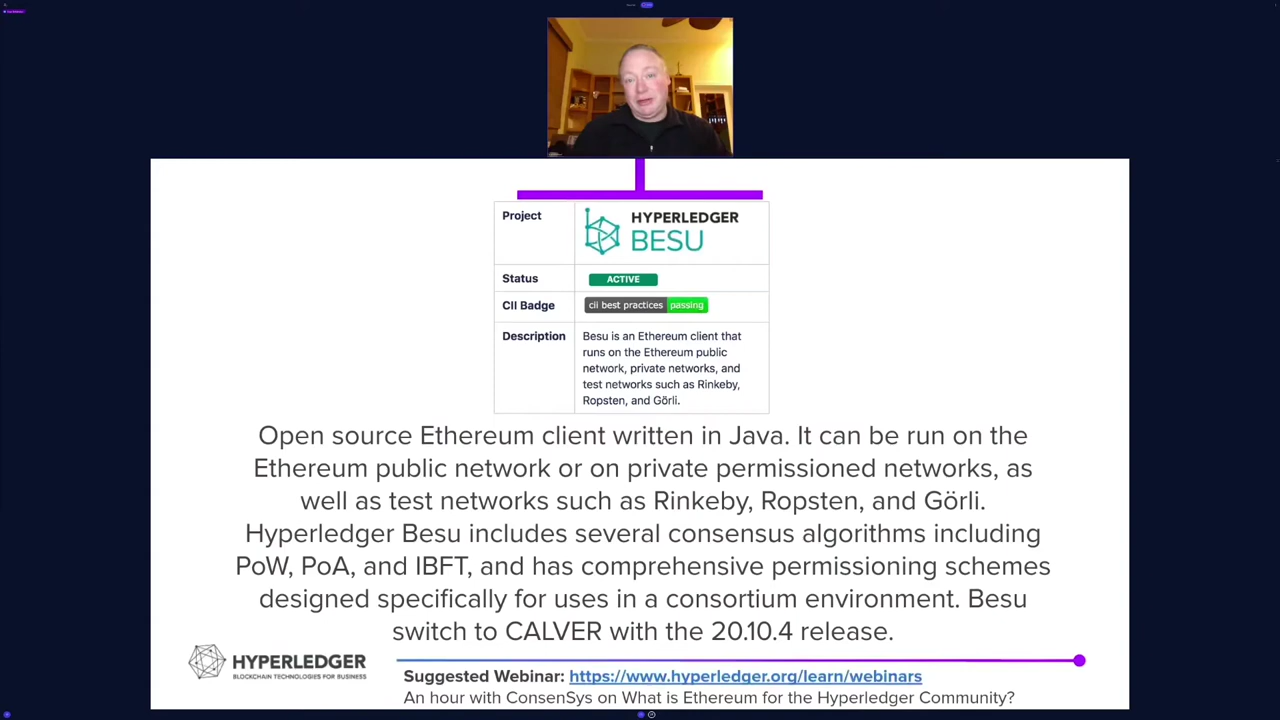 Project
HYPERLEDGER
BESU
Status
ACTIVE
CII Badge
cii best practices passing
Description
Besu is an Ethereum client that
runs on the Ethereum public
network, private networks, and
test networks such as Rinkeby,
Ropsten, and Görli.
Open source Ethereum client written in Java. It can be run on the
Ethereum public network or on private permissioned networks, as
well as test networks such as Rinkeby, Ropsten, and Görli.
Hyperledger Besu includes several consensus algorithms including
PoW, PoA, and IBFT, and has comprehensive permissioning schemes
designed specifically for uses in a consortium environment. Besu
switch to CALVER with the 20.10.4 release.
HYPERLEDGER
BLOCKCHAIN TECHNOLOGIES FOR BUSINESS
Suggested Webinar: https://www.hyperledger.org/learn/webinars
An hour with ConsenSys on What is Ethereum for the Hyperledger Community?